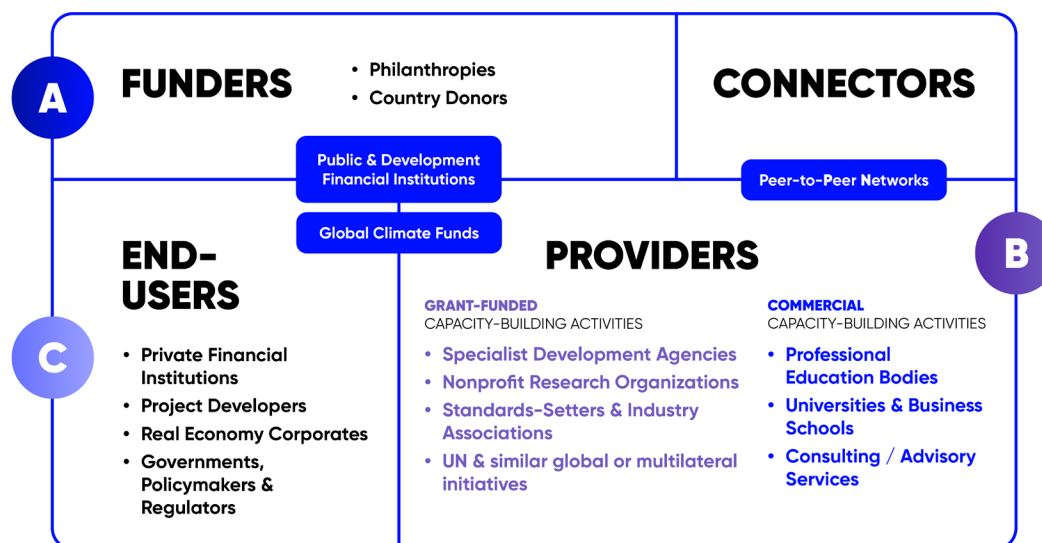 A
FUNDERS
• Philanthropies
• Country Donors
CONNECTORS
Public & Development
Financial Institutions
Peer-to-Peer Networks
Global Climate Funds
B
END-
USERS
C
• Private Financial
Institutions
• Project Developers
• Real Economy Corporates
• Governments,
Policymakers &
Regulators
PROVIDERS
GRANT-FUNDED
CAPACITY-BUILDING ACTIVITIES
• Specialist Development Agencies
• Nonprofit Research Organizations
• Standards-Setters & Industry
Associations
• UN & similar global or multilateral
initiatives
COMMERCIAL
CAPACITY-BUILDING ACTIVITIES
• Professional
Education Bodies
• Universities & Business
Schools
• Consulting / Advisory
Services